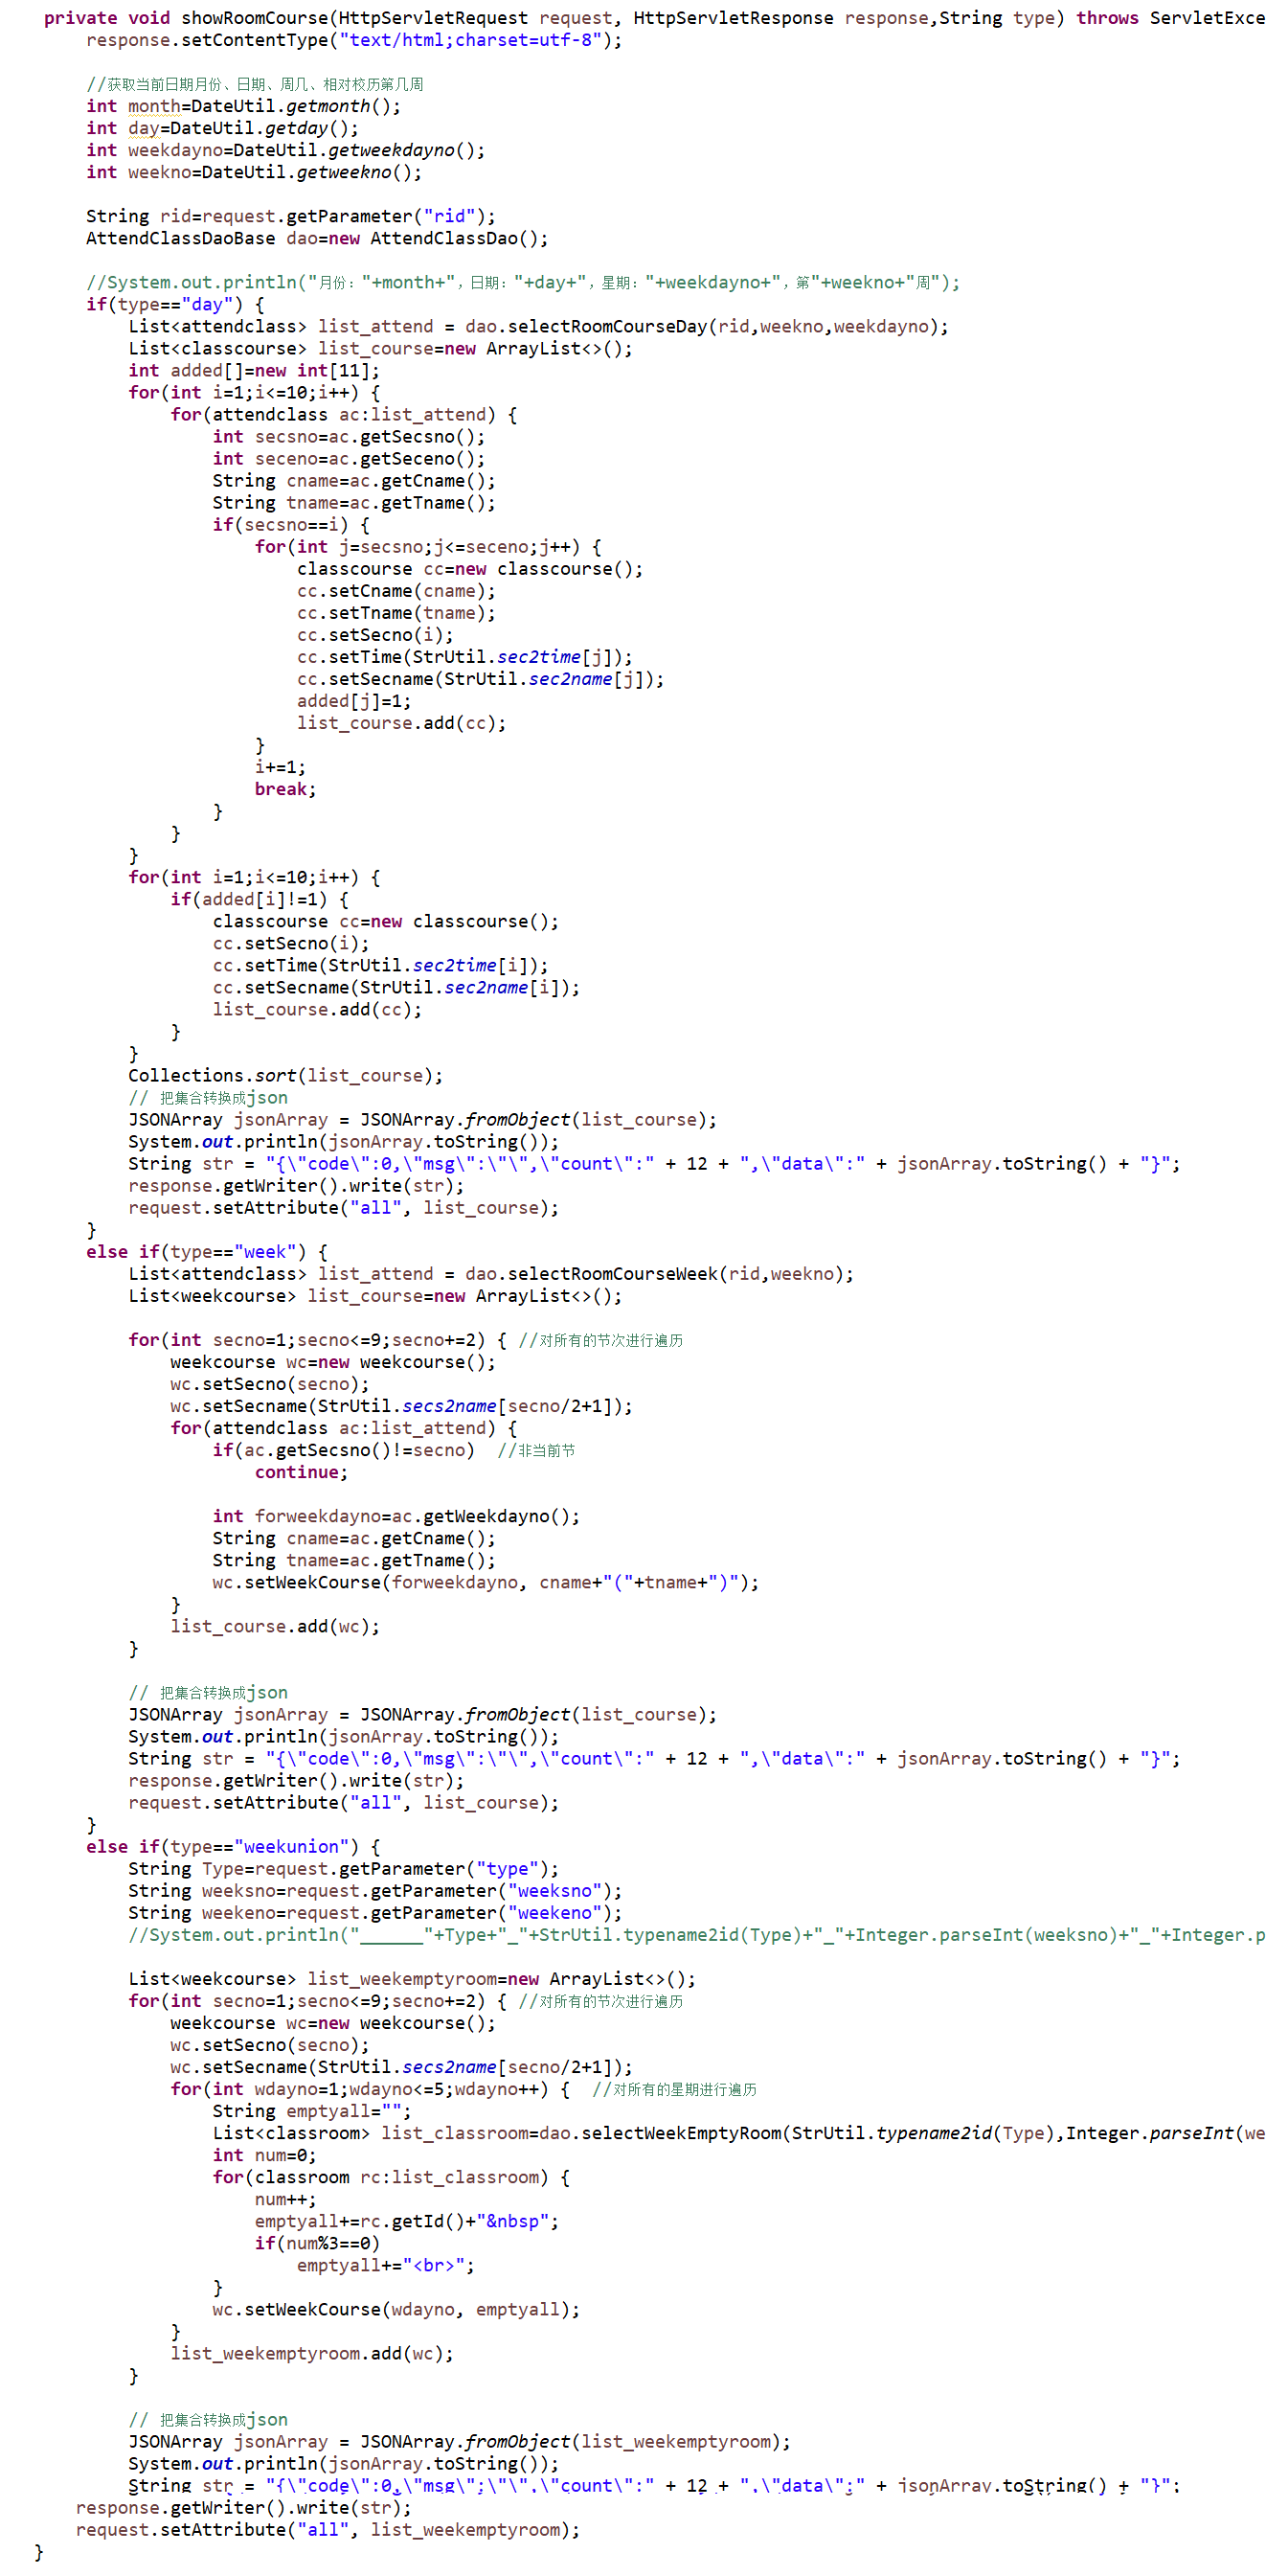 private void showRoomCourse(HttpServletRequest request, HttpServletResponse response,String type) throws ServletExce
response.setContentType("text/html;charset=utf-8");
//获取当前日期月份、日期、周几、相对校历第几周
int month=DateUtil.getmonth();
int day=DateUtil.getday();
int weekdayno=DateUtil.getweekdayno();
int weekno=DateUtil.getweekno();
String rid=request.getParameter("rid");
AttendClassDaoBase dao=new AttendClassDao();
//System.out.println("月份："+month+"，日期："+day+"，星期："+weekdayno+"，第"+weekno+"周");
if(type=="day") {
List<attendclass> list_attend = dao.selectRoomCourseDay(rid,weekno,weekdayno);
List<classcourse> list_course=new ArrayList<>();
int added[]=new int[11];
for(int i=1;i<=10;i++) {
for(attendclass ac:list_attend) {
int secsno=ac.getSecsno();
int seceno=ac.getSeceno();
String cname=ac.getCname();
String tname=ac.getTname();
if(secsno==i) {
for(int j=secsno;j<=seceno;j++) {
classcourse cc=new classcourse();
cc.setCname(cname);
cc.setTname(tname);
cc.setSecno(i);
cc.setTime(StrUtil.sec2time[j]);
cc.setSecname(StrUtil.sec2name[j]);
added[j]=1;
list_course.add(cc);
}
i+=1;
break;
}
}
}
for(int i=1;i<=10;i++) {
if(added[i]!=1) {
classcourse cc=new classcourse();
cc.setSecno(i);
cc.setTime(StrUtil.sec2time[i]);
cc.setSecname(StrUtil.sec2name[i]);
list_course.add(cc);
}
}
Collections.sort(list_course);
// 把集合转换成json
JSONArray jsonArray = JSONArray.fromObject(list_course);
System.out.println(jsonArray.toString());
String str = "{\"code\":0,\"msg\":\"\",\"count\":" + 12 + ",\"data\":" + jsonArray.toString() + "}";
response.getWriter().write(str);
request.setAttribute("all", list_course);
}
else if(type=="week") {
List<attendclass> list_attend = dao.selectRoomCourseWeek(rid,weekno);
List<weekcourse> list_course=new ArrayList<>();
for(int secno=1;secno<=9;secno+=2) { //对所有的节次进行遍历
weekcourse wc=new weekcourse();
wc.setSecno(secno);
wc.setSecname(StrUtil.secs2name[secno/2+1]);
for(attendclass ac:list_attend) {
if(ac.getSecsno()!=secno)  //非当前节
continue;
int forweekdayno=ac.getWeekdayno();
String cname=ac.getCname();
String tname=ac.getTname();
wc.setWeekCourse(forweekdayno, cname+"("+tname+")");
}
list_course.add(wc);
}
// 把集合转换成json
JSONArray jsonArray = JSONArray.fromObject(list_course);
System.out.println(jsonArray.toString());
String str = "{\"code\":0,\"msg\":\"\",\"count\":" + 12 + ",\"data\":" + jsonArray.toString() + "}";
response.getWriter().write(str);
request.setAttribute("all", list_course);
}
else if(type=="weekunion") {
String Type=request.getParameter("type");
String weeksno=request.getParameter("weeksno");
String weekeno=request.getParameter("weekeno");
//System.out.println("______"+Type+"_"+StrUtil.typename2id(Type)+"_"+Integer.parseInt(weeksno)+"_"+Integer.p
List<weekcourse> list_weekemptyroom=new ArrayList<>();
for(int secno=1;secno<=9;secno+=2) { //对所有的节次进行遍历
weekcourse wc=new weekcourse();
wc.setSecno(secno);
wc.setSecname(StrUtil.secs2name[secno/2+1]);
for(int wdayno=1;wdayno<=5;wdayno++) {  //对所有的星期进行遍历
String emptyall="";
List<classroom> list_classroom=dao.selectWeekEmptyRoom(StrUtil.typename2id(Type),Integer.parseInt(we
int num=0;
for(classroom rc:list_classroom) {
num++;
emptyall+=rc.getId()+"&nbsp";
if(num%3==0)
emptyall+="<br>";
}
wc.setWeekCourse(wdayno, emptyall);
}
list_weekemptyroom.add(wc);
}
// 把集合转换成json
JSONArray jsonArray = JSONArray.fromObject(list_weekemptyroom);
System.out.println(jsonArray.toString());
String str = "{\"code\":0,\"msg\":\"\",\"count\":" + 12 + ",\"data\":" + jsonArray.toString() + "}";
response.getWriter().write(str);
request.setAttribute("all", list_weekemptyroom);
}